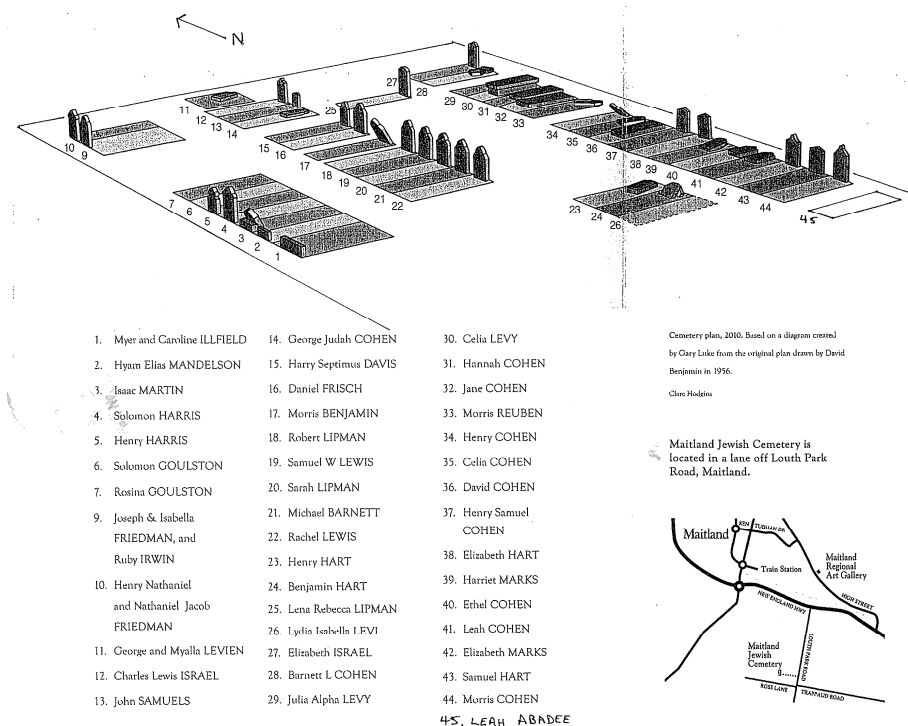 N
10
9
11
12
13
14
25
27
28
29
30
31
32
33
34
35
36
37
38
39
40
41
42
43
44
45
15
16
17
18
19
20
21
22
23
24
26
7
6
5
4
3
2
1
1. Myer and Caroline ILLFIELD
2. Hyam Elias MANDELSON
3. Isaac MARTIN
4. Solomon HARRIS
5. Henry HARRIS
6. Solomon GOULSTON
7. Rosina GOULSTON
9. Joseph & Isabella
FRIEDMAN, and
Ruby IRWIN
10. Henry Nathaniel
and Nathaniel Jacob
FRIEDMAN
11. George and Myalla LEVIEN
12. Charles Lewis ISRAEL
13. John SAMUELS
14. George Judah COHEN
15. Harry Septimus DAVIS
16. Daniel FRISCH
17. Morris BENJAMIN
18. Robert LIPMAN
19. Samuel W LEWIS
20. Sarah LIPMAN
21. Michael BARNETT
22. Rachel LEWIS
23. Henry HART
24. Benjamin HART
25. Lena Rebecca LIPMAN
26. Lydia Isabella LEVI
27. Elizabeth ISRAEL
28. Barnett L COHEN
29. Julia Alpha LEVY
30. Celia LEVY
31. Hannah COHEN
32. Jane COHEN
33. Morris REUBEN
34. Henry COHEN
35. Celia COHEN
36. David COHEN
37. Henry Samuel
COHEN
38. Elizabeth HART
39. Harriet MARKS
40. Ethel COHEN
41. Leah COHEN
42. Elizabeth MARKS
43. Samuel HART
44. Morris COHEN
45. LEAH ABADEE
Cemetery plan, 2010. Based on a diagram created
by Gary Luke from the original plan drawn by David
Benjamin in 1956.
Clare Hodgins
Maitland Jewish Cemetery is
located in a lane off Louth Park
Road, Maitland.
Maitland
KEN TUBMAN DR
Train Station
Maitland
Regional
Art Gallery
HIGH STREET
NEW ENGLAND HWY
LOUTH PARK ROAD
Maitland
Jewish
Cemetery
ROSS LANE
TRAPPAUD ROAD